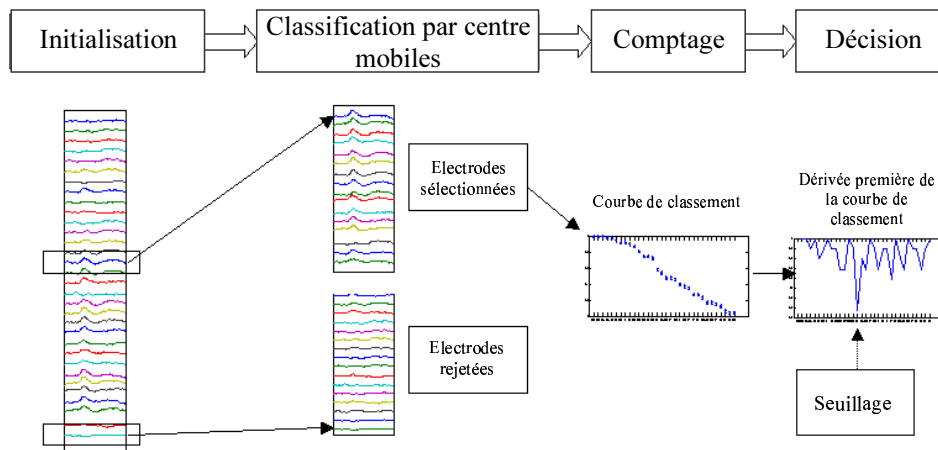 Initialisation
Classification par centre
mobiles
Comptage
Décision
Electrodes
sélectionnées
Courbe de classement
Dérivée première de
la courbe de
classement
Electrodes
rejetées
Seuillage